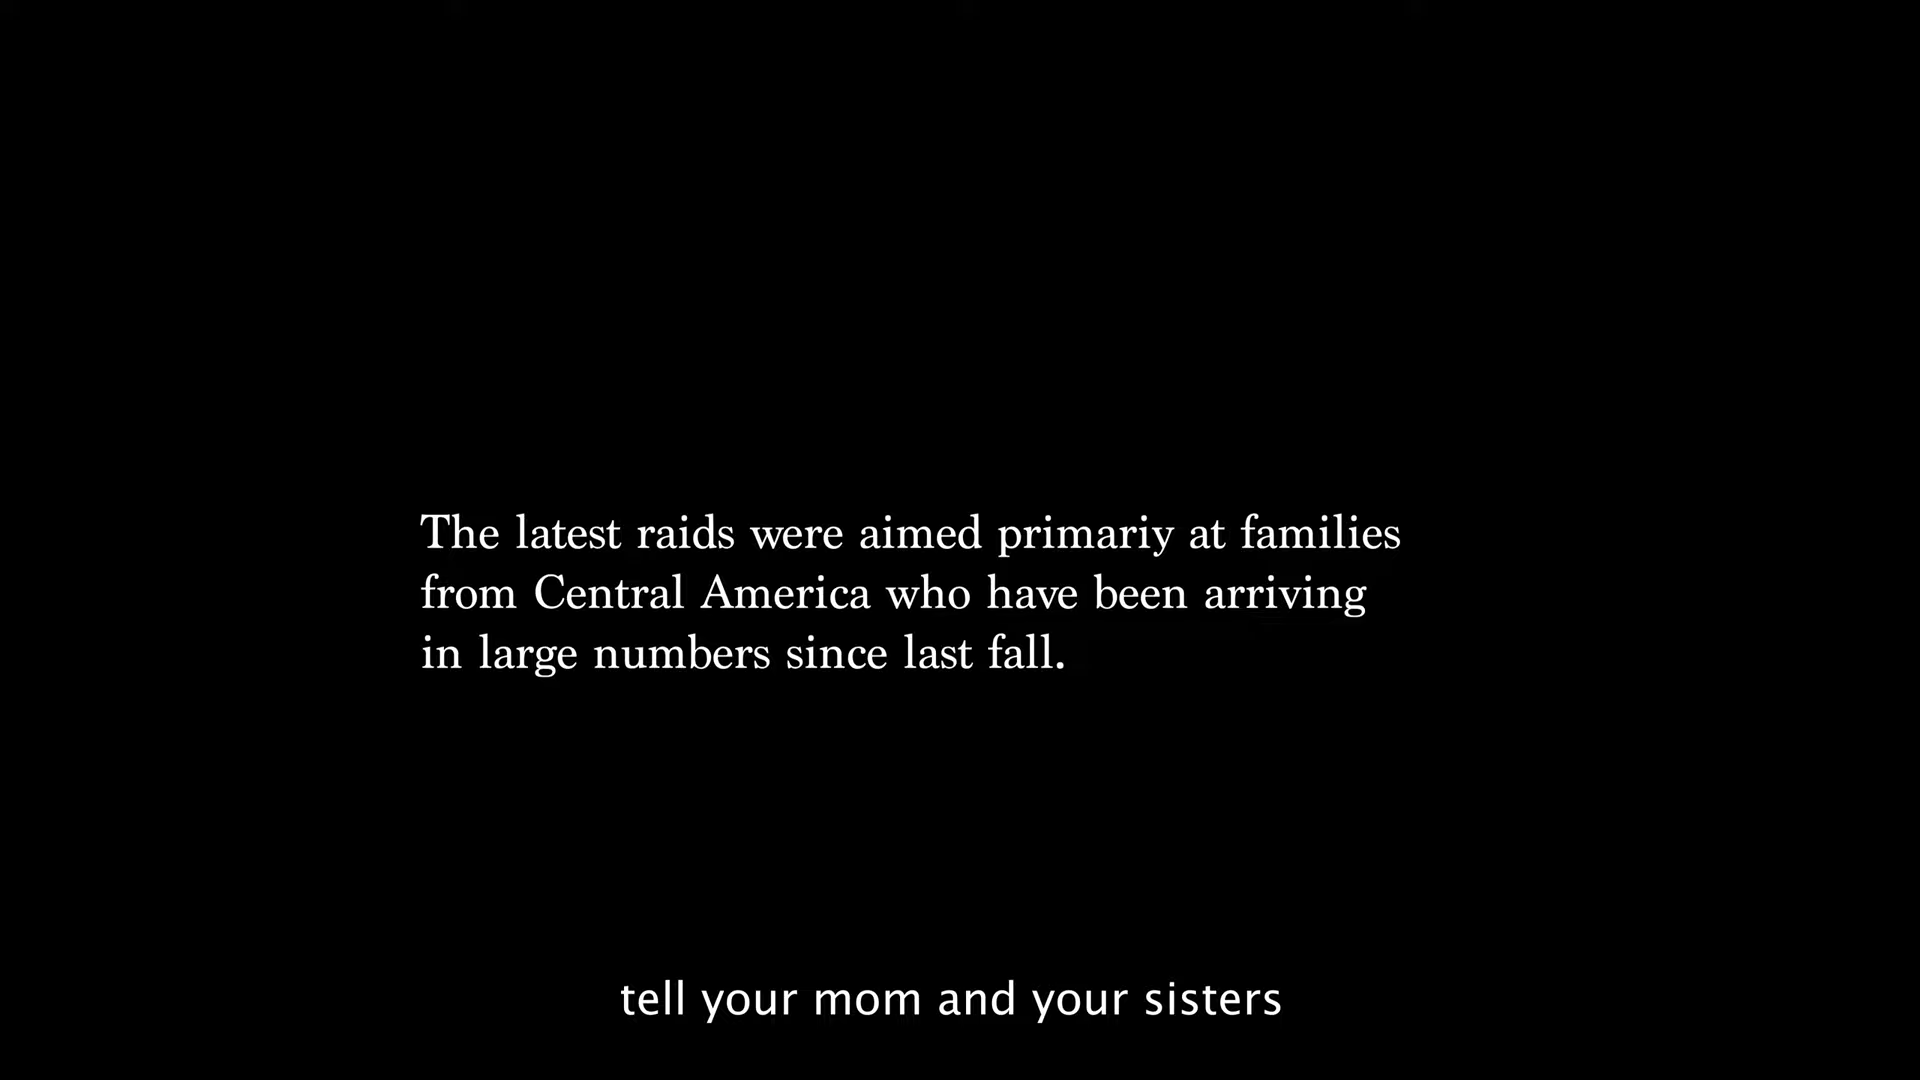 The latest raids were aimed primariy at families
from Central America who have been arriving
in large numbers since last fall.
tell your mom and your sisters